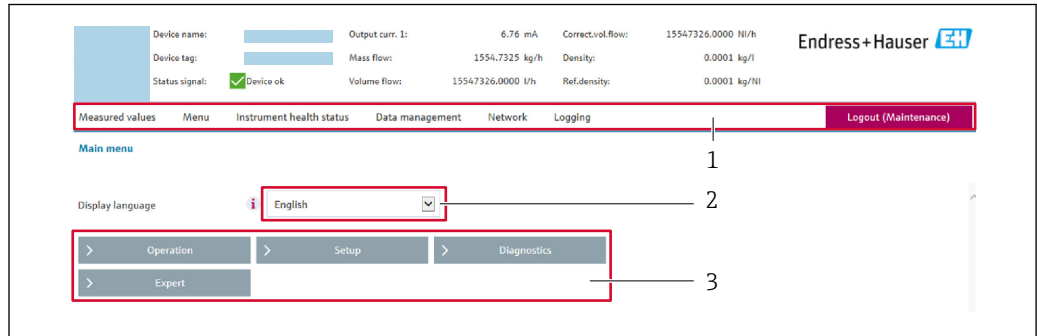 Device name: Output curr. 1: 6.76 mA Correct.vol.flow: 15547326.0000 Nl/h
Endress+Hauser EH
Device tag: Mass flow: 1554.7325 kg/h Density: 0.0001 kg/l
Status signal: Device ok Volume flow: 15547326.0000 l/h Ref.density: 0.0001 kg/Nl
Measured values Menu Instrument health status Data management Network Logging Logout (Maintenance)
1
Main menu
Display language i English 2
> Operation > Setup > Diagnostics
> Expert 3